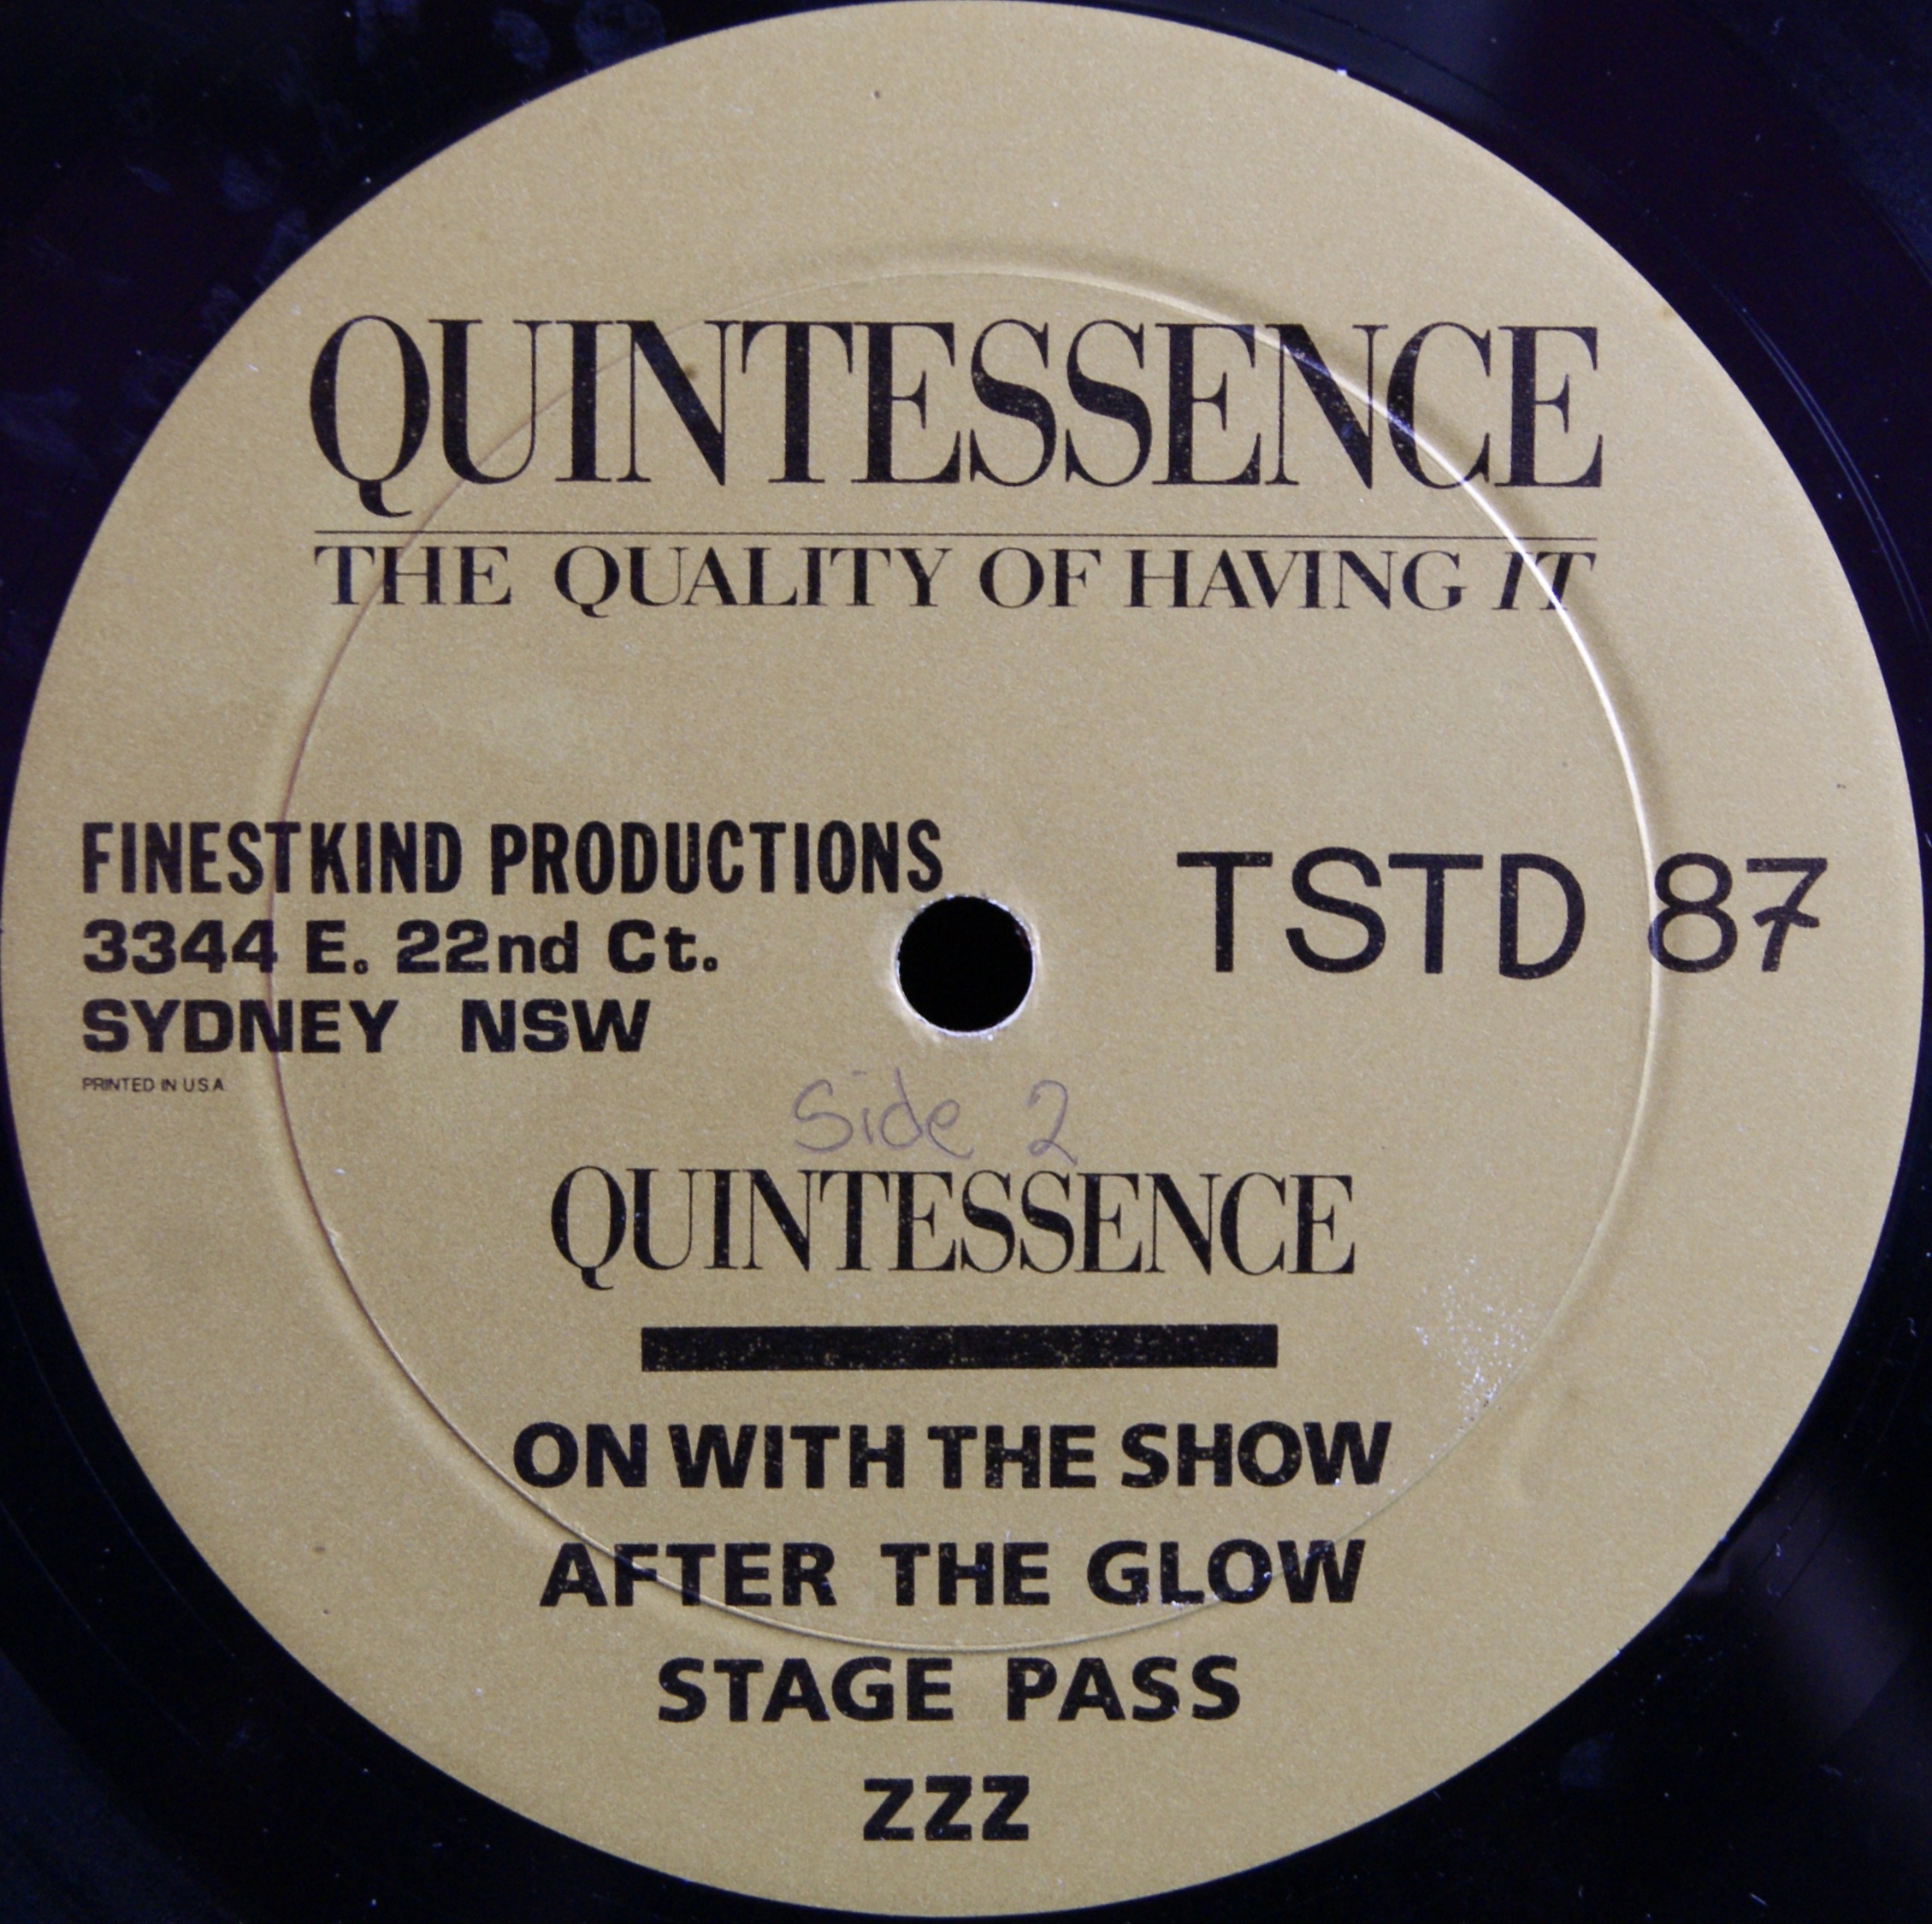 QUINTESSENCE
THE QUALITY OF HAVING IT
FINESTKIND PRODUCTIONS
3344 E. 22nd Ct.
SYDNEY NSW
PRINTED IN U.S.A.
TSTD 87
Side 2
QUINTESSENCE
ON WITH THE SHOW
AFTER THE GLOW
STAGE PASS
ZZZ